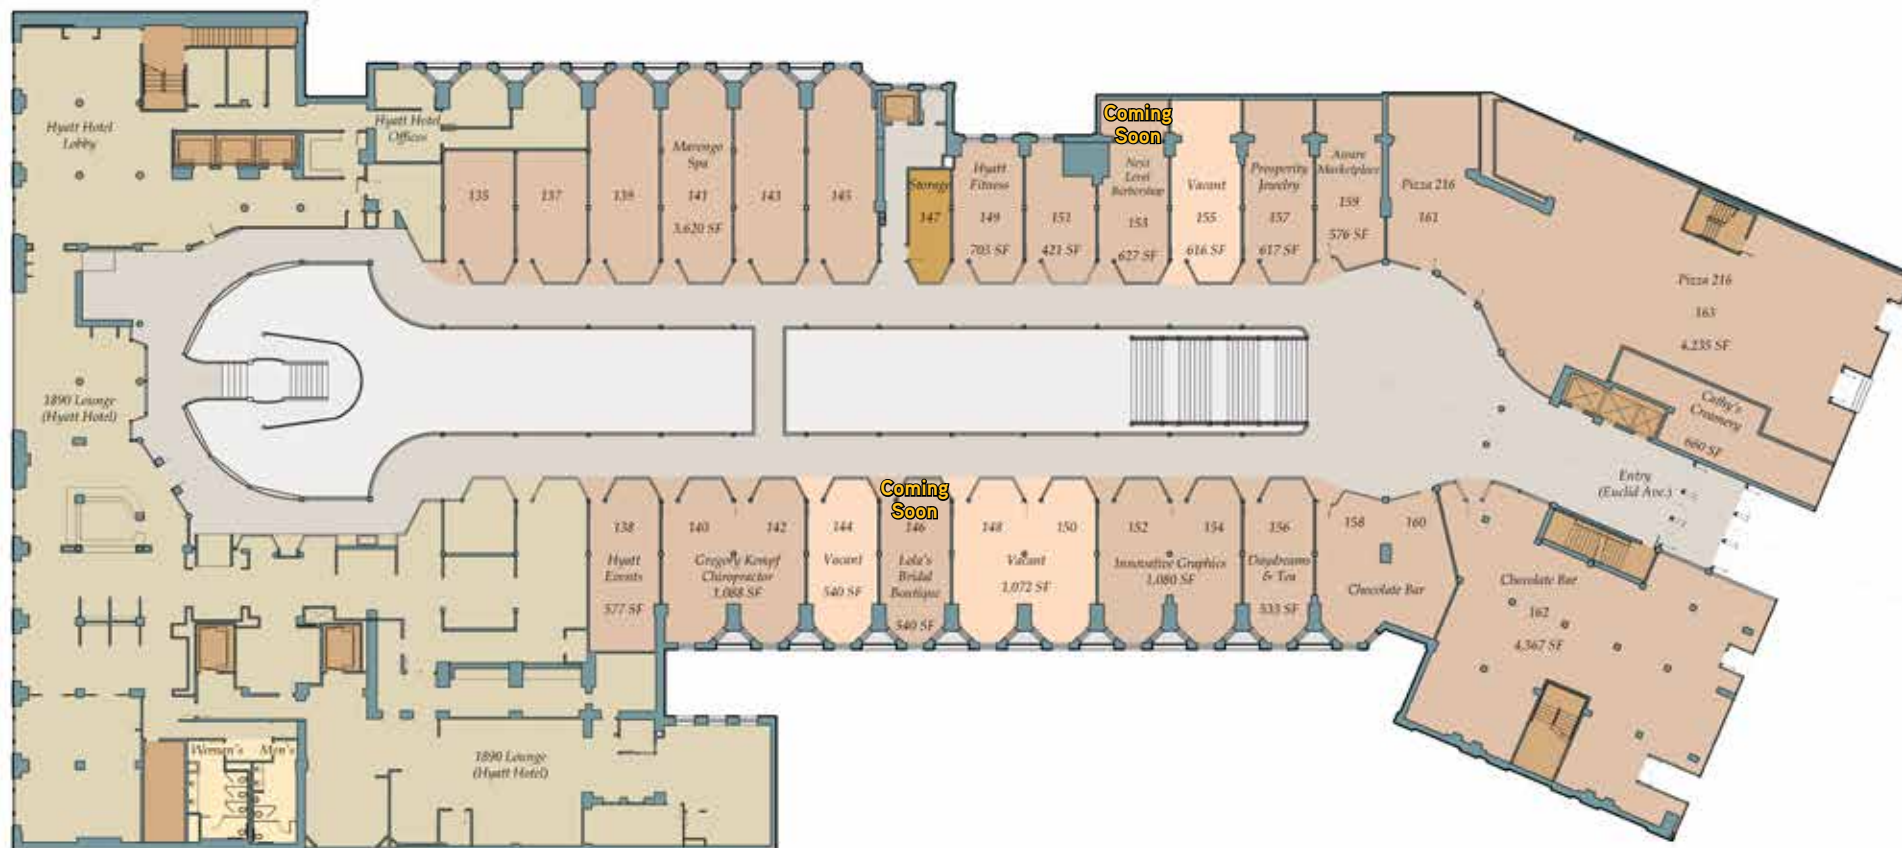 Hyatt Hotel
Lobby
Hyatt Hotel
Offices
135
137
139
Marengo
Spa
141
3,620 SF
143
145
Storage
147
Hyatt
Fitness
149
703 SF
151
421 SF
Coming
Soon
Next
Level
Barbershop
153
627 SF
Vacant
155
616 SF
Prosperity
Jewelry
157
617 SF
Aware
Marketplace
159
576 SF
Pizza 216
161
Pizza 216
163
4,235 SF
Cathy's
Creamery
660 SF
Entry
(Euclid Ave.)
1890 Lounge
(Hyatt Hotel)
138
Hyatt
Events
577 SF
140
142
Gregory Kempf
Chiropractor
1,088 SF
144
Vacant
540 SF
Coming
Soon
146
Lola's
Bridal
Boutique
540 SF
148
150
Vacant
1,072 SF
152
154
Innovative Graphics
1,080 SF
156
Daydreams
& Tea
533 SF
158
160
Chocolate Bar
Chocolate Bar
162
4,367 SF
Women's
Men's
1890 Lounge
(Hyatt Hotel)